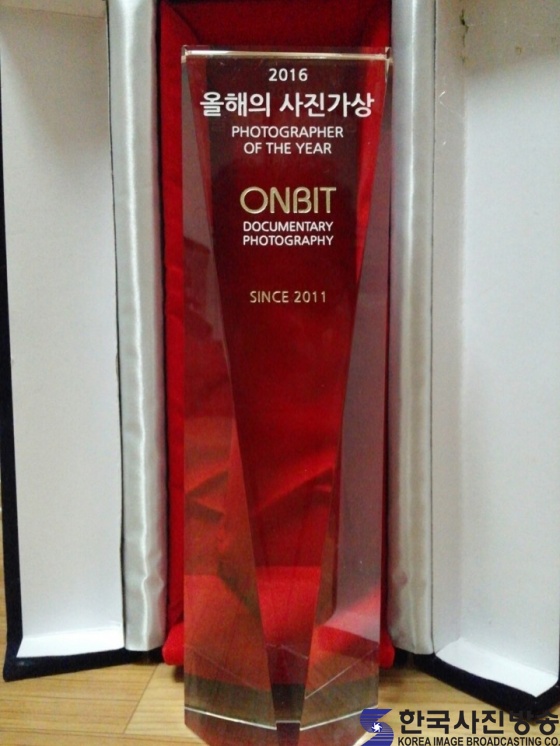 2016
올해의 사진가상
PHOTOGRAPHER
OF THE YEAR
ONBIT
DOCUMENTARY
PHOTOGRAPHY
SINCE 2011
한국사진방송
KOREA IMAGE BROADCASTING CO